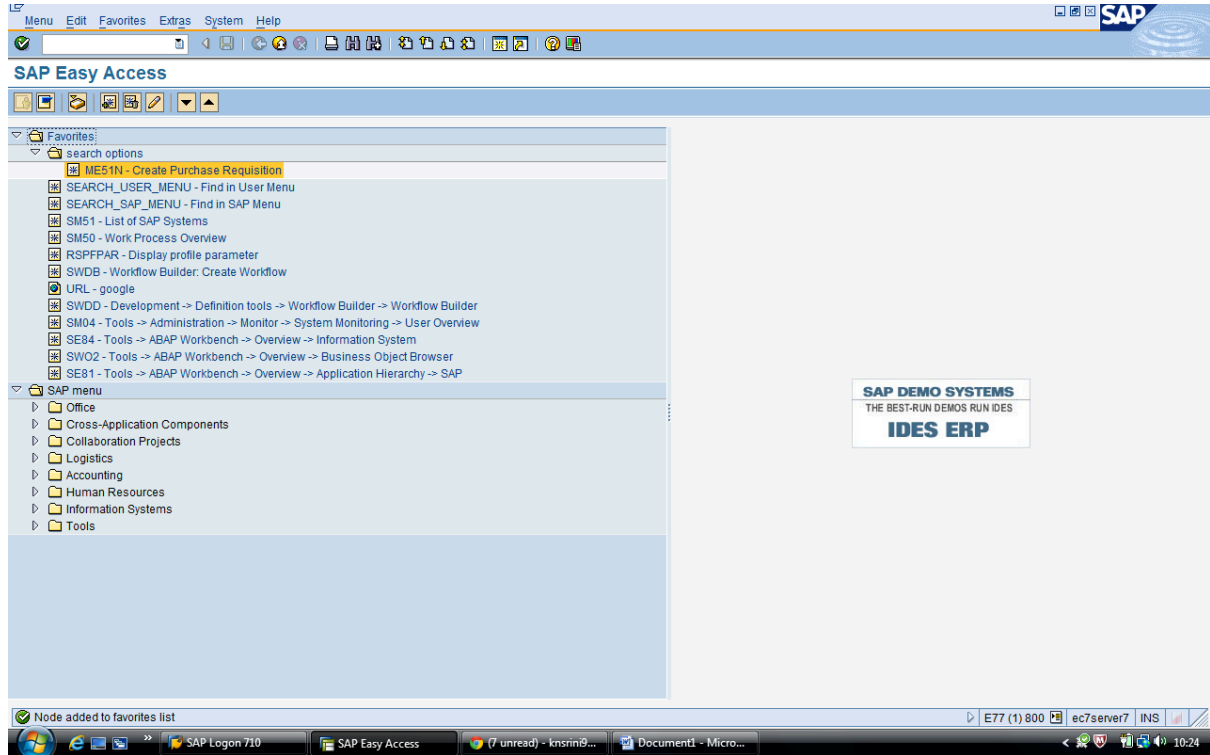 Menu Edit Favorites Extras System Help
SAP
SAP Easy Access
Favorites
search options
ME51N - Create Purchase Requisition
SEARCH_USER_MENU - Find in User Menu
SEARCH_SAP_MENU - Find in SAP Menu
SM51 - List of SAP Systems
SM50 - Work Process Overview
RSPFPAR - Display profile parameter
SWDB - Workflow Builder: Create Workflow
URL - google
SWDD - Development -> Definition tools -> Workflow Builder -> Workflow Builder
SM04 - Tools -> Administration -> Monitor -> System Monitoring -> User Overview
SE84 - Tools -> ABAP Workbench -> Overview -> Information System
SWO2 - Tools -> ABAP Workbench -> Overview -> Business Object Browser
SE81 - Tools -> ABAP Workbench -> Overview -> Application Hierarchy -> SAP
SAP menu
Office
Cross-Application Components
Collaboration Projects
Logistics
Accounting
Human Resources
Information Systems
Tools
SAP DEMO SYSTEMS
THE BEST-RUN DEMOS RUN IDES
IDES ERP
Node added to favorites list
E77 (1) 800 ec7server7 INS
SAP Logon 710 SAP Easy Access (7 unread) - knsrini9... Document1 - Micro... 10:24